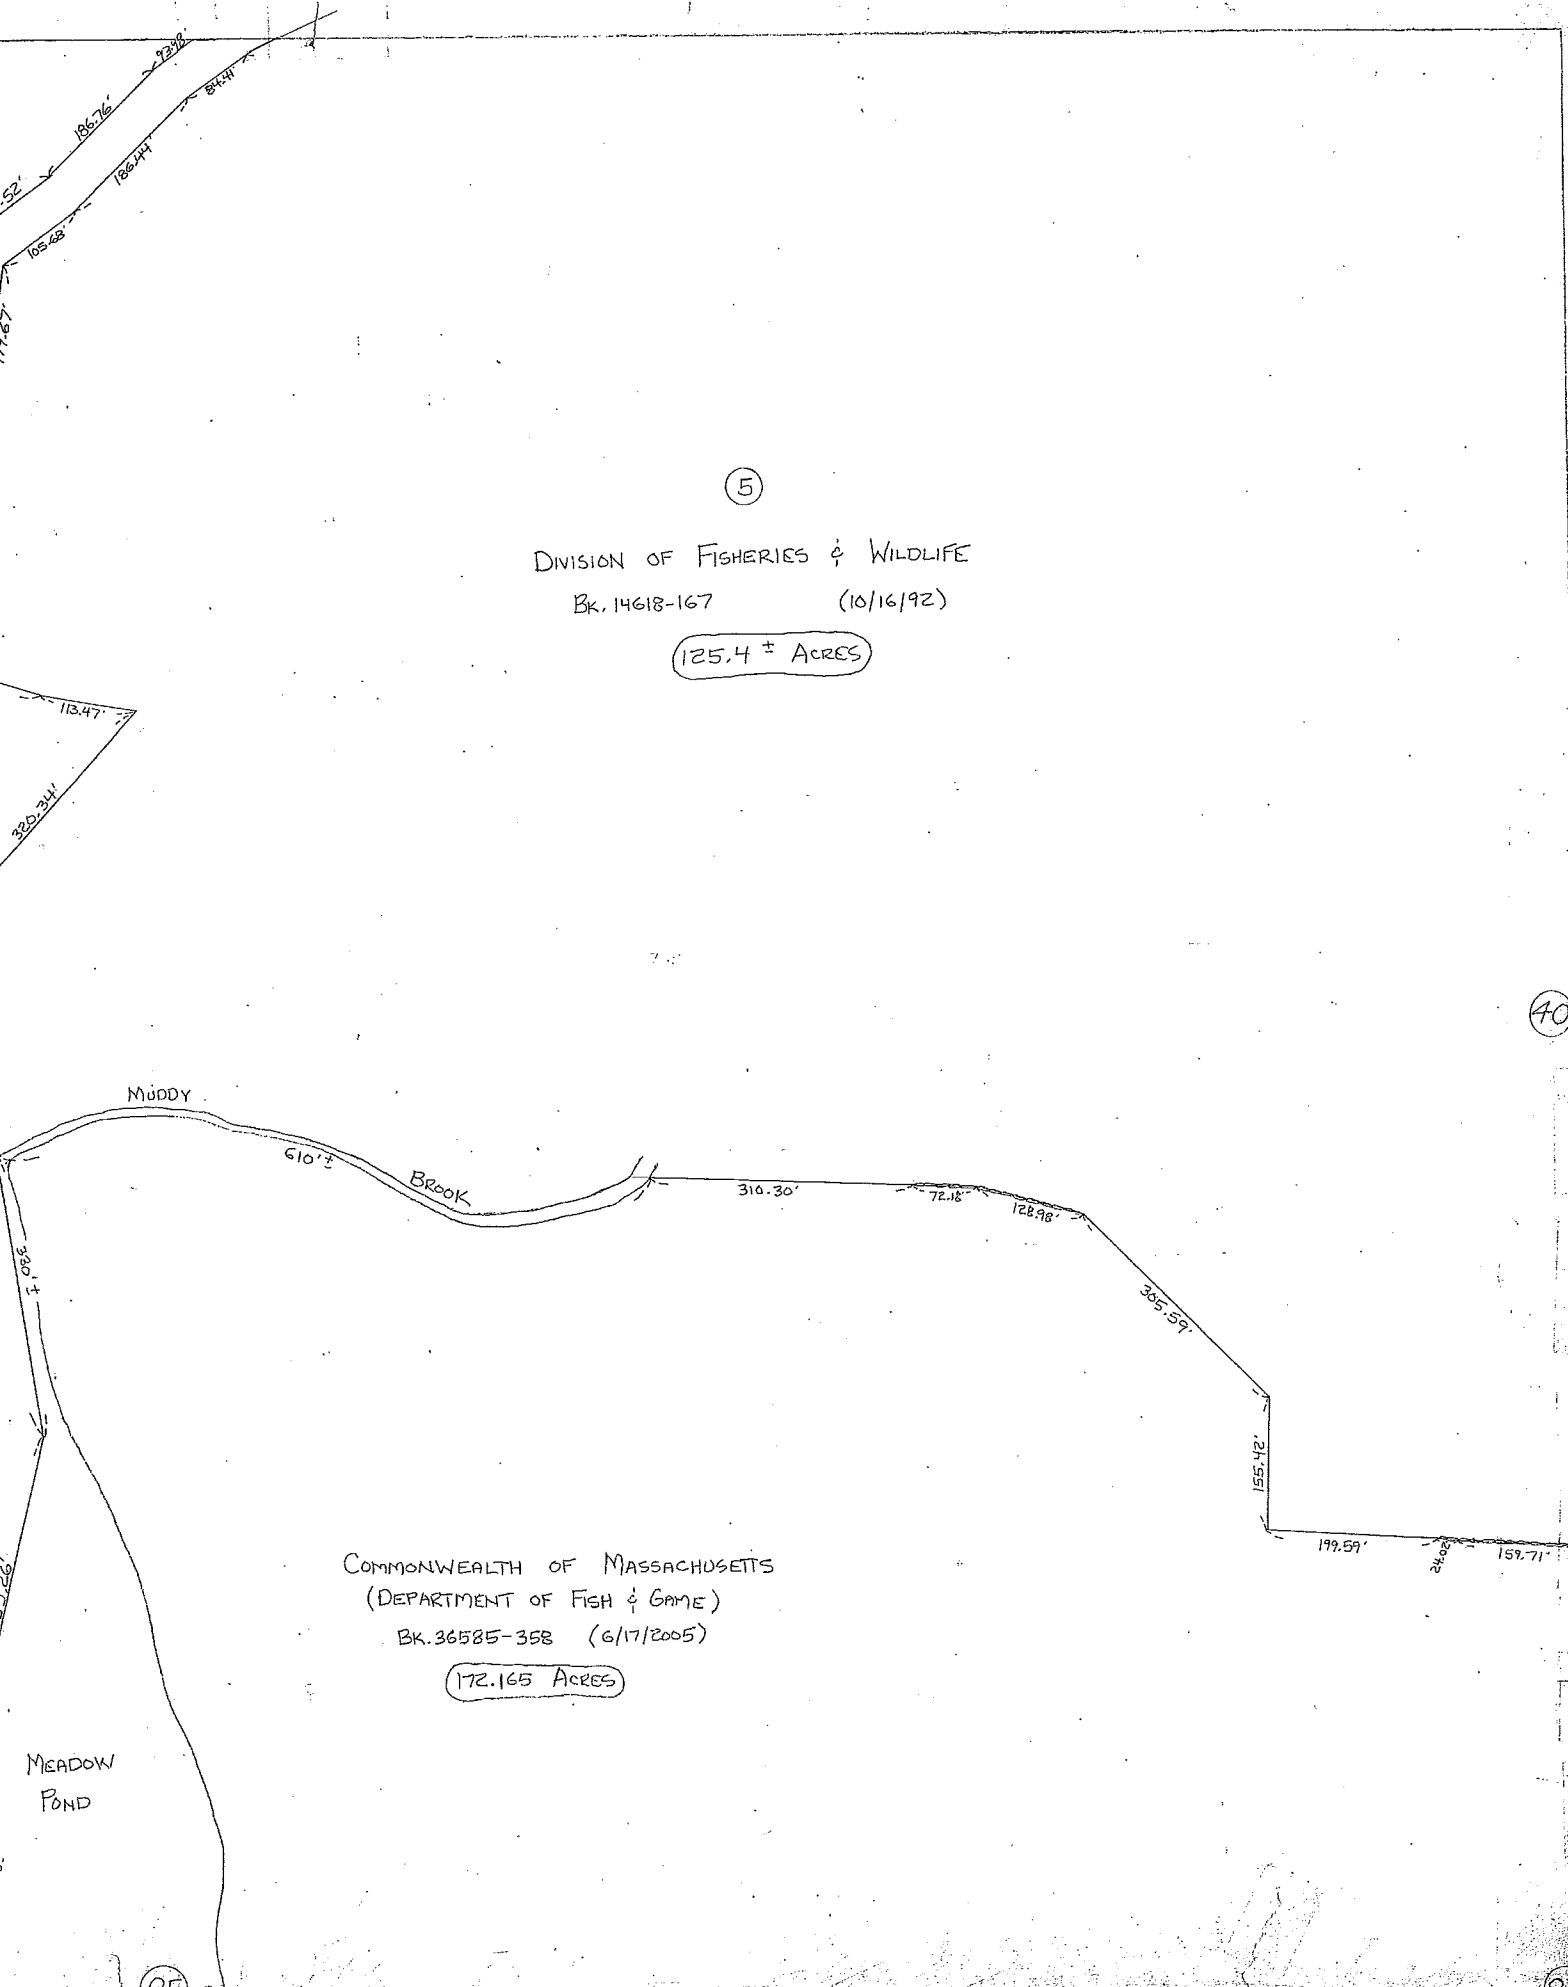 93.98'
186.76'
84.41'
186.44'
.52'
105.68'
5
DIVISION OF FISHERIES & WILDLIFE
BK. 14618-167 (10/16/92)
125.4 ± ACRES
113.47'
320.34'
40
MUDDY
610'±
BROOK
310.30'
72.18'
128.98'
330'±
305.59'
155.42'
199.59'
24.02'
159.71'
COMMONWEALTH OF MASSACHUSETTS
(DEPARTMENT OF FISH & GAME)
BK. 36585-358 (6/17/2005)
172.165 ACRES
MEADOW
POND